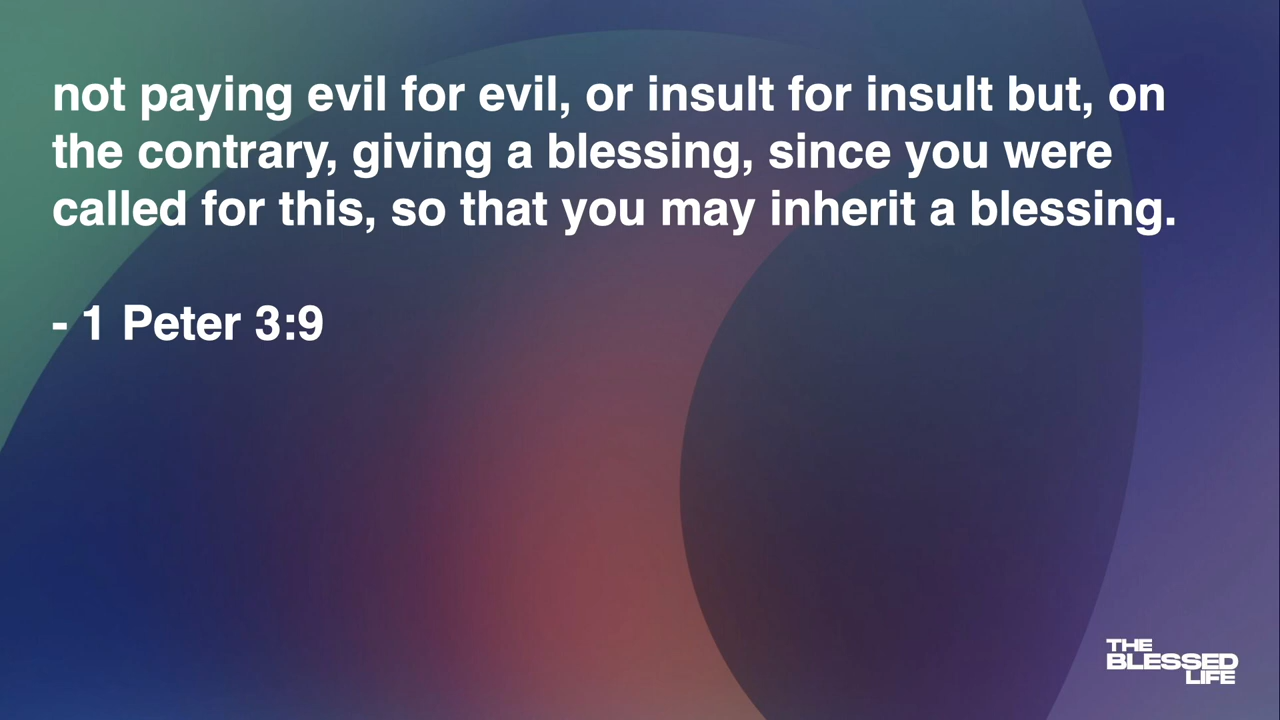 not paying evil for evil, or insult for insult but, on
the contrary, giving a blessing, since you were
called for this, so that you may inherit a blessing.
- 1 Peter 3:9
THE
BLESSED
LIFE